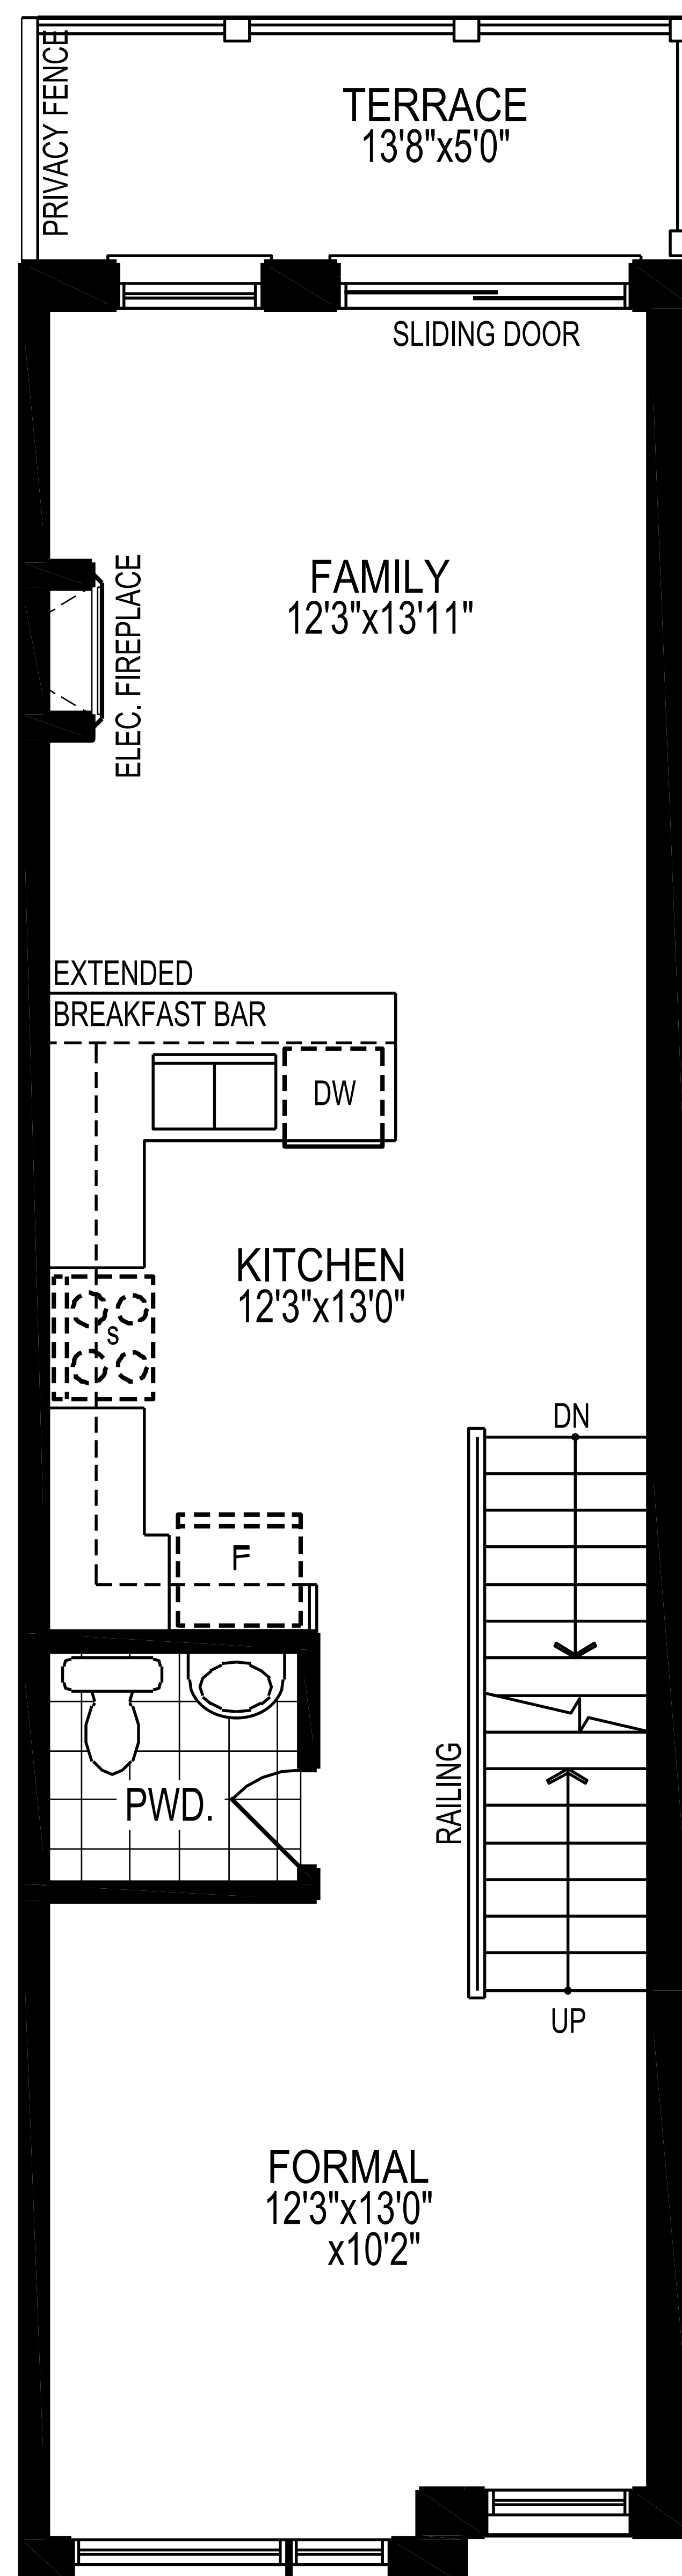 PRIVACY FENCE
TERRACE
13'8"x5'0"
SLIDING DOOR
FAMILY
12'3"x13'11"
ELEC. FIREPLACE
EXTENDED
BREAKFAST BAR
DW
KITCHEN
12'3"x13'0"
S
DN
F
RAILING
PWD.
UP
FORMAL
12'3"x13'0"
x10'2"